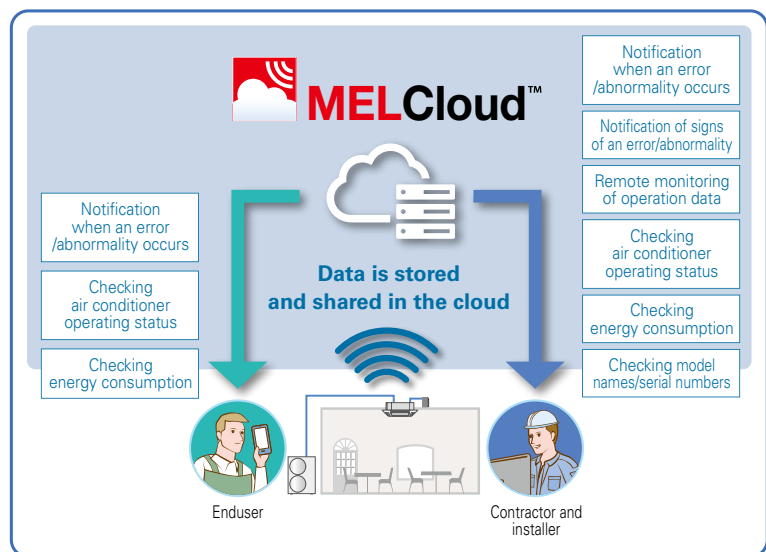 MELCloud™
Notification
when an error
/abnormality occurs
Checking
air conditioner
operating status
Checking
energy consumption
Data is stored
and shared in the cloud
Notification
when an error
/abnormality occurs
Notification of signs
of an error/abnormality
Remote monitoring
of operation data
Checking
air conditioner
operating status
Checking
energy consumption
Checking model
names/serial numbers
Enduser
Contractor and
installer